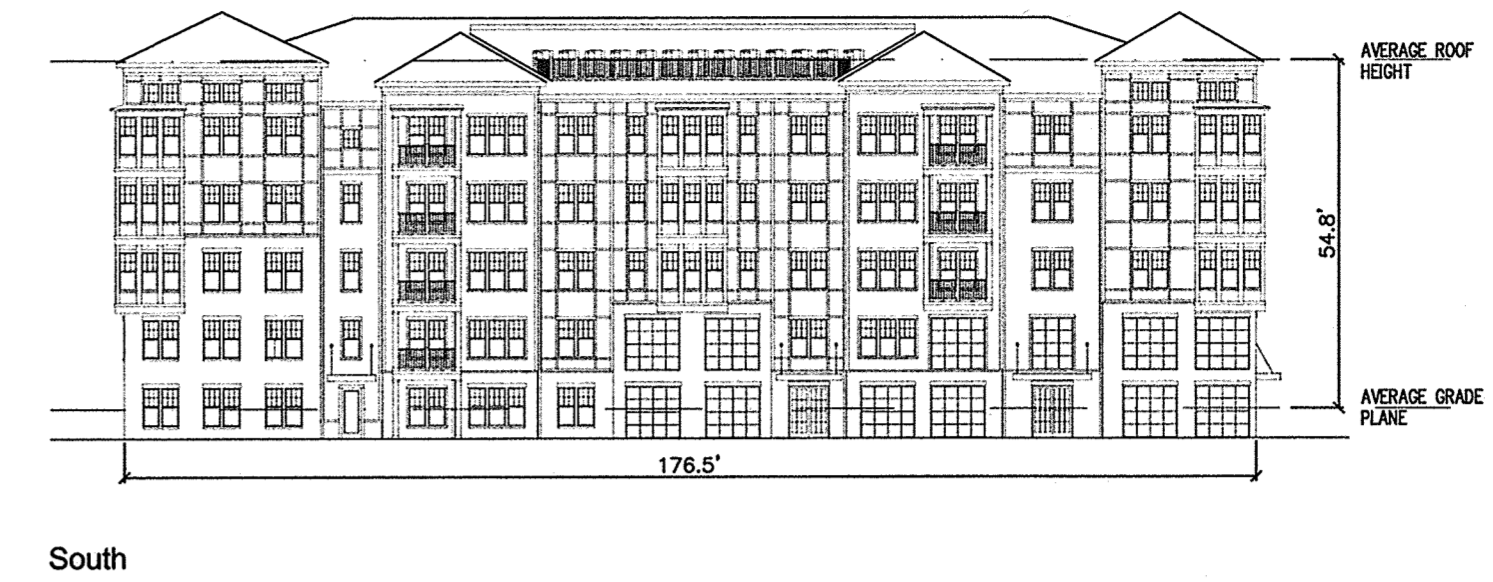 AVERAGE ROOF
HEIGHT
54.8'
AVERAGE GRADE
PLANE
176.5'
South